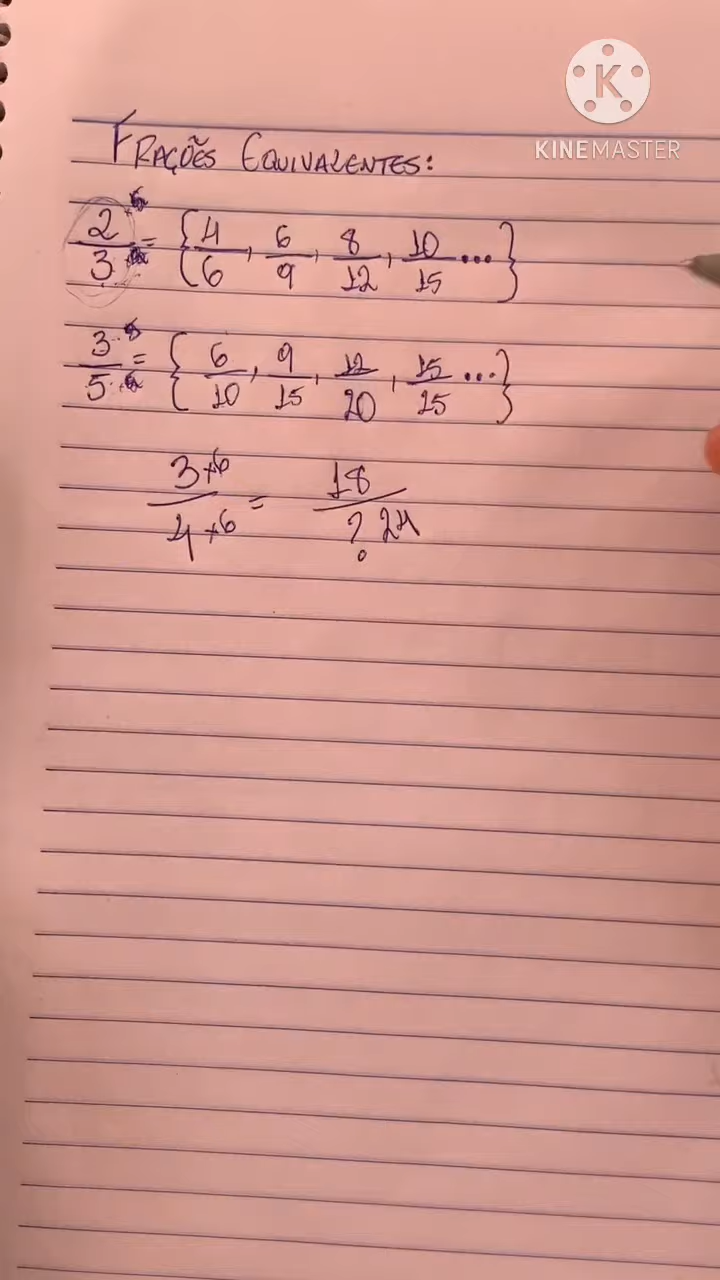 K
KINEMASTER
FRAÇÕES EQUIVALENTES:
2/3 = { 4/6, 6/9, 8/12, 10/15 ... }
3/5 = { 6/10, 9/15, 12/20, 15/25 ... }
3×6/4×6 = 18/? 24